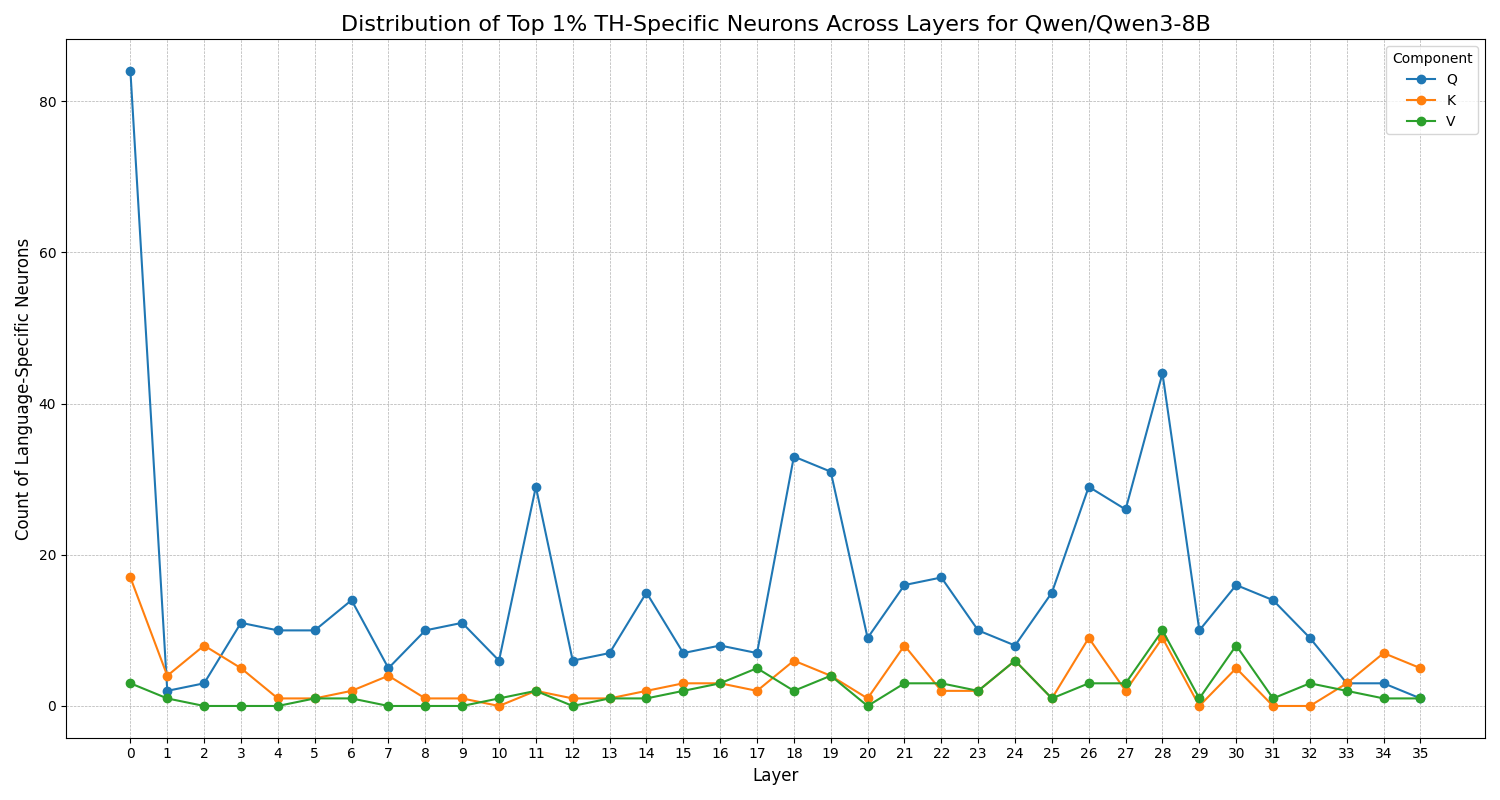 Distribution of Top 1% TH-Specific Neurons Across Layers for Qwen/Qwen3-8B
Component
Q
K
V
Count of Language-Specific Neurons
80
60
40
20
0
0 1 2 3 4 5 6 7 8 9 10 11 12 13 14 15 16 17 18 19 20 21 22 23 24 25 26 27 28 29 30 31 32 33 34 35
Layer